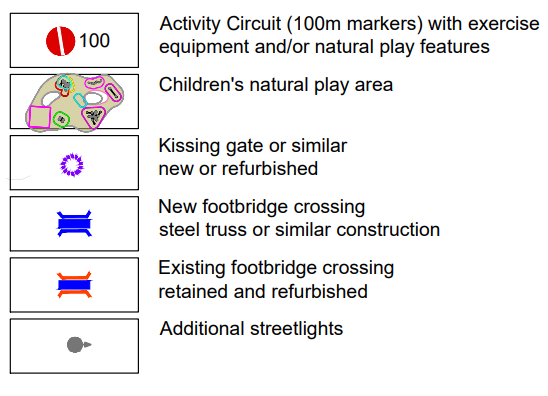 100
Activity Circuit (100m markers) with exercise
equipment and/or natural play features
Children's natural play area
Kissing gate or similar
new or refurbished
New footbridge crossing
steel truss or similar construction
Existing footbridge crossing
retained and refurbished
Additional streetlights